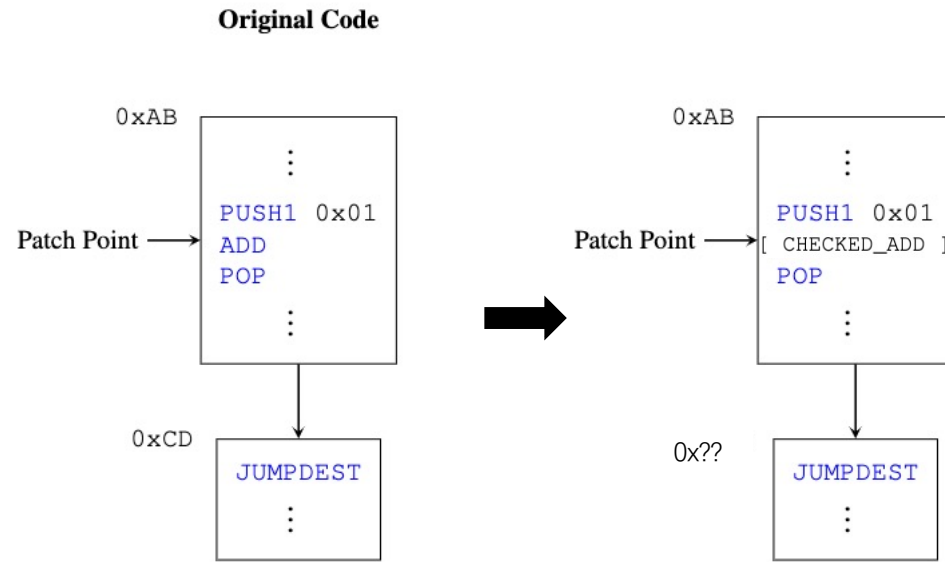 Original Code
0xAB
⋮
PUSH1 0x01
Patch Point
ADD
POP
⋮
0xCD
JUMPDEST
⋮
0xAB
⋮
PUSH1 0x01
Patch Point
[ CHECKED_ADD ]
POP
⋮
0x??
JUMPDEST
⋮